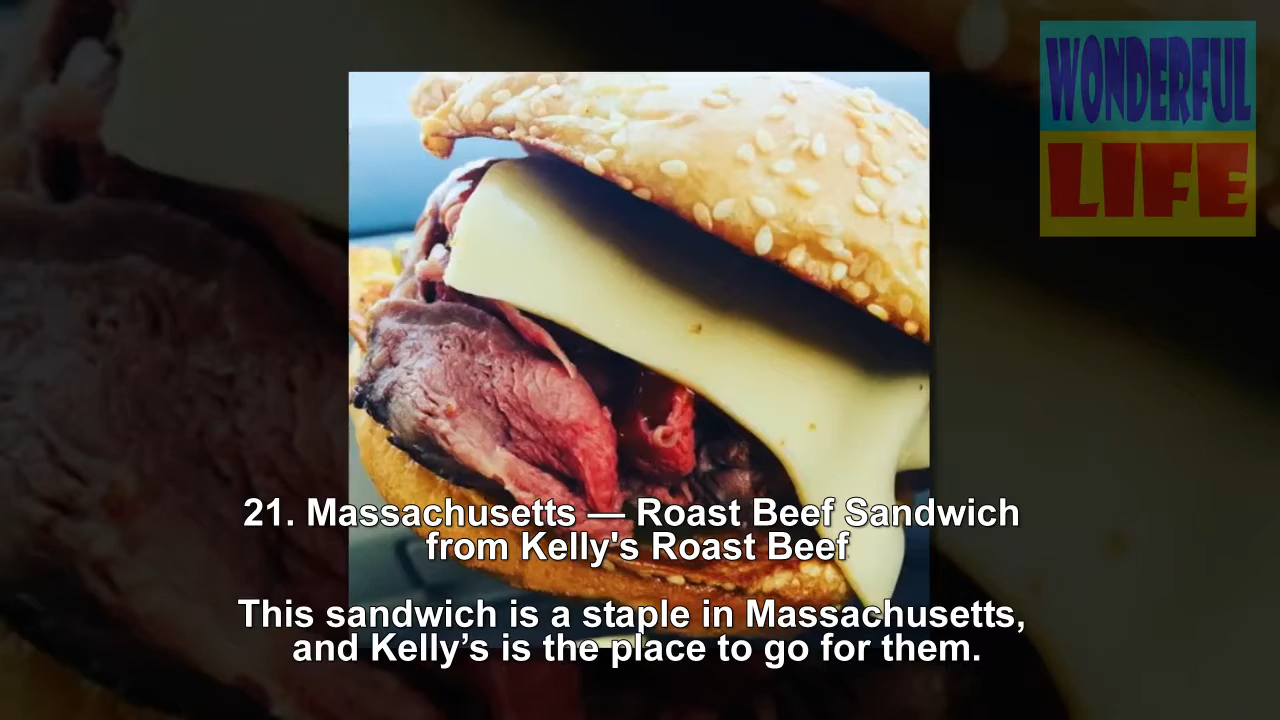 WONDERFUL
LIFE
21. Massachusetts — Roast Beef Sandwich
from Kelly's Roast Beef
This sandwich is a staple in Massachusetts,
and Kelly’s is the place to go for them.